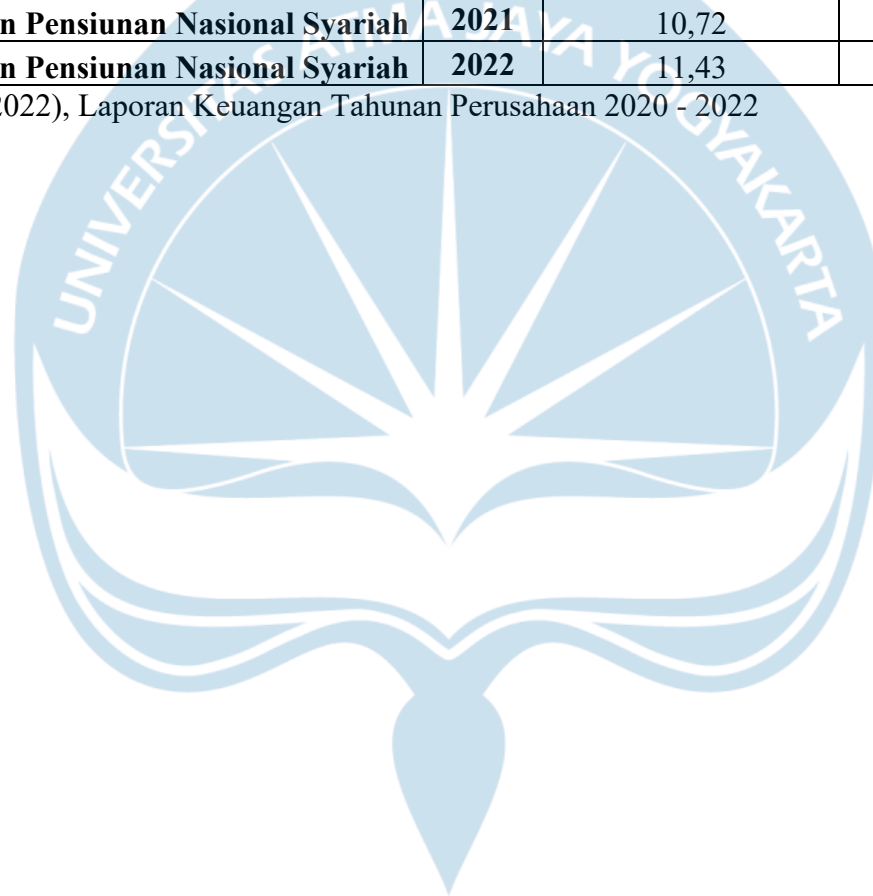 n Pensiunan Nasional Syariah 2021 10,72
n Pensiunan Nasional Syariah 2022 11,43
2022), Laporan Keuangan Tahunan Perusahaan 2020 - 2022
UNIVERSITAS ATMA JAYA YOGYAKARTA